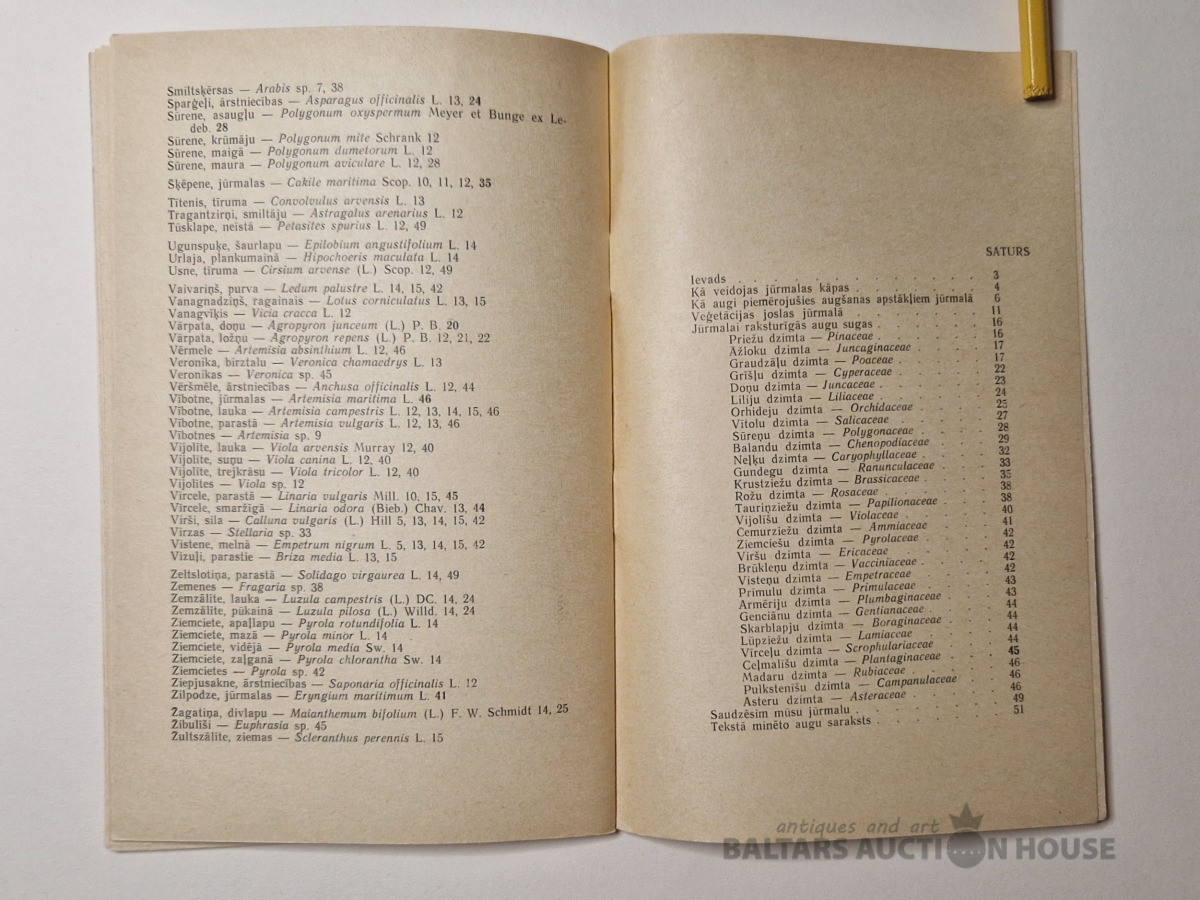 Smiltsķērsas — Arabis sp. 7, 38
Sparģeļi, ārstniecības — Asparagus officinalis L. 13, 24
Sūrene, asaugļu — Polygonum oxyspermum Meyer et Bunge ex Le-
deb. 28
Sūrene, krūmāju — Polygonum mite Schrank 12
Sūrene, maigā — Polygonum dumetorum L. 12
Sūrene, maura — Polygonum aviculare L. 12, 28
Šķēpene, jūrmalas — Cakile maritima Scop. 10, 11, 12, 35
Tītenis, tīruma — Convolvulus arvensis L. 13
Tragantzirņi, smiltāju — Astragalus arenarius L. 12
Tūsklape, neīstā — Petasites spurius L. 12, 49
Ugunspuķe, šaurlapu — Epilobium angustifolium L. 14
Urlaja, plankumainā — Hipochoeris maculata L. 14
Usne, tīruma — Cirsium arvense (L.) Scop. 12, 49
Vaivariņš, purva — Ledum palustre L. 14, 15, 42
Vanagnadziņš, ragainais — Lotus corniculatus L. 13, 15
Vanagvīķis — Vicia cracca L. 12
Vārpata, doņu — Agropyron junceum (L.) P. B. 20
Vārpata, ložņu — Agropyron repens (L.) P. B. 12, 21, 22
Vērmele — Artemisia absinthium L. 12, 46
Veronika, birztalu — Veronica chamaedrys L. 13
Veronikas — Veronica sp. 45
Vēršmēle, ārstniecības — Anchusa officinalis L. 12, 44
Vībotne, jūrmalas — Artemisia maritima L. 46
Vībotne, lauka — Artemisia campestris L. 12, 13, 14, 15, 46
Vībotne, parastā — Artemisia vulgaris L. 12, 13, 46
Vībotnes — Artemisia sp. 9
Vijolīte, lauka — Viola arvensis Murray 12, 40
Vijolīte, suņu — Viola canina L. 12, 40
Vijolīte, trejkrāsu — Viola tricolor L. 12, 40
Vijolītes — Viola sp. 12
Vīrcele, parastā — Linaria vulgaris Mill. 10, 15, 45
Vīrcele, smaržīgā — Linaria odora (Bieb.) Chav. 13, 44
Virši, sila — Calluna vulgaris (L.) Hill 5, 13, 14, 15, 42
Virzas — Stellaria sp. 33
Vistene, melnā — Empetrum nigrum L. 5, 13, 14, 15, 42
Vizuļi, parastie — Briza media L. 13, 15
Zeltslotiņa, parastā — Solidago virgaurea L. 14, 49
Zemenes — Fragaria sp. 38
Zemzālīte, lauka — Luzula campestris (L.) DC. 14, 24
Zemzālīte, pūkainā — Luzula pilosa (L.) Willd. 14, 24
Ziemciete, apaļlapu — Pyrola rotundifolia L. 14
Ziemciete, mazā — Pyrola minor L. 14
Ziemciete, vidējā — Pyrola media Sw. 14
Ziemciete, zaļganā — Pyrola chlorantha Sw. 14
Ziemcietes — Pyrola sp. 42
Ziepjusakne, ārstniecības — Saponaria officinalis L. 12
Zilpodze, jūrmalas — Eryngium maritimum L. 41
Žagatiņa, divlapu — Maianthemum bifolium (L.) F. W. Schmidt 14, 25
Žibulīši — Euphrasia sp. 45
Žultszālīte, ziemas — Scleranthus perennis L. 15
SATURS
Ievads . . . 3
Kā veidojas jūrmalas kāpas . . . 4
Kā augi piemērojušies augšanas apstākļiem jūrmalā 6
Veģetācijas joslas jūrmalā . . . 11
Jūrmalai raksturīgās augu sugas . . . 16
Priežu dzimta — Pinaceae . . . 16
Ažloku dzimta — Juncaginaceae . . . 17
Graudzāļu dzimta — Poaceae . . . 17
Grīšļu dzimta — Cyperaceae . . . 22
Doņu dzimta — Juncaceae . . . 23
Liliju dzimta — Liliaceae . . . 24
Orhideju dzimta — Orchidaceae . . . 25
Vītolu dzimta — Salicaceae . . . 27
Sūreņu dzimta — Polygonaceae . . . 28
Balandu dzimta — Chenopodiaceae . . . 29
Neļķu dzimta — Caryophyllaceae . . . 32
Gundegu dzimta — Ranunculaceae . . . 33
Krustziežu dzimta — Brassicaceae . . . 35
Rožu dzimta — Rosaceae . . . 38
Tauriņziežu dzimta — Papilionaceae . . . 38
Vijolīšu dzimta — Violaceae . . . 40
Čemurziežu dzimta — Ammiaceae . . . 41
Ziemciešu dzimta — Pyrolaceae . . . 42
Viršu dzimta — Ericaceae . . . 42
Brūkleņu dzimta — Vacciniaceae . . . 42
Visteņu dzimta — Empetraceae . . . 43
Prīmulu dzimta — Primulaceae . . . 43
Armēriju dzimta — Plumbaginaceae . . . 44
Genciānu dzimta — Gentianaceae . . . 44
Skarblapju dzimta — Boraginaceae . . . 44
Lūpziežu dzimta — Lamiaceae . . . 44
Vīrceļu dzimta — Scrophulariaceae . . . 45
Ceļmalīšu dzimta — Plantaginaceae . . . 46
Madaru dzimta — Rubiaceae . . . 46
Pulkstenīšu dzimta — Campanulaceae . . . 46
Asteru dzimta — Asteraceae . . . 46
Saudzēsim mūsu jūrmalu . . . 49
Tekstā minēto augu saraksts . . . 51
antiques and art
BALTARS AUCTION HOUSE